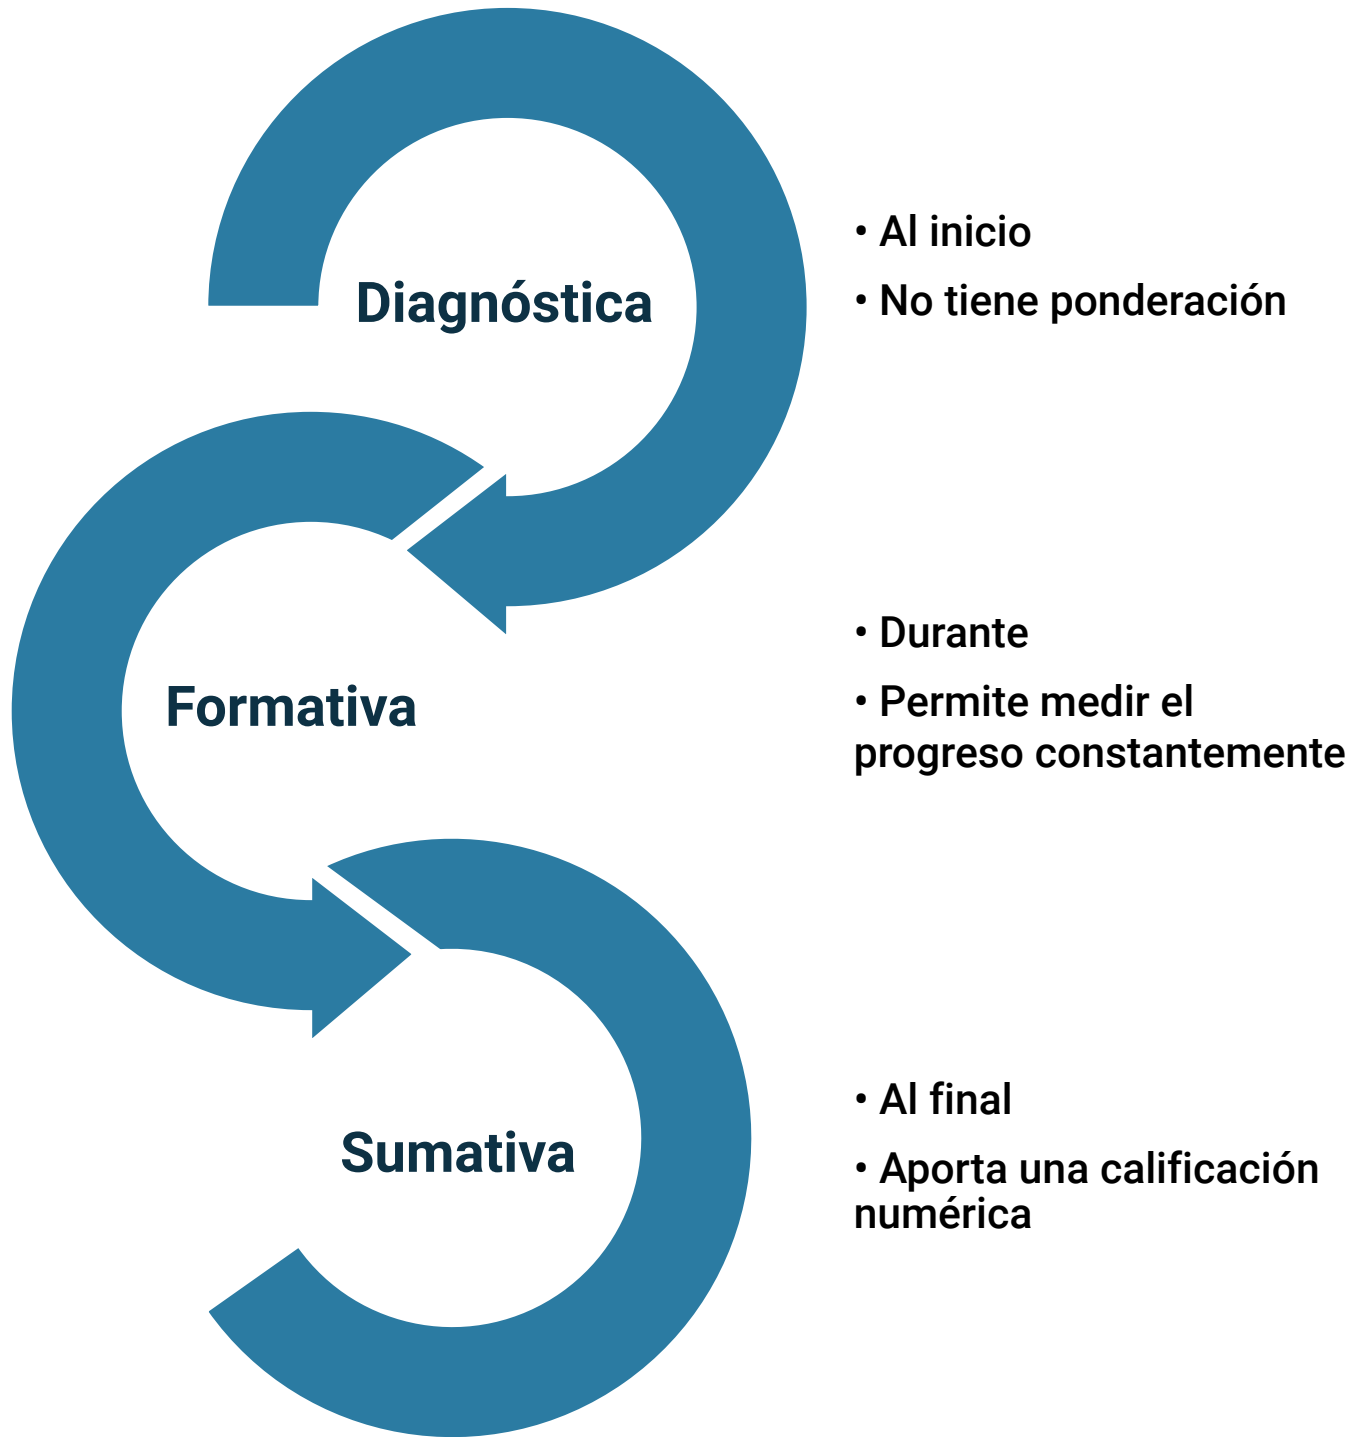 Diagnóstica
• Al inicio
• No tiene ponderación
Formativa
• Durante
• Permite medir el
progreso constantemente
Sumativa
• Al final
• Aporta una calificación
numérica